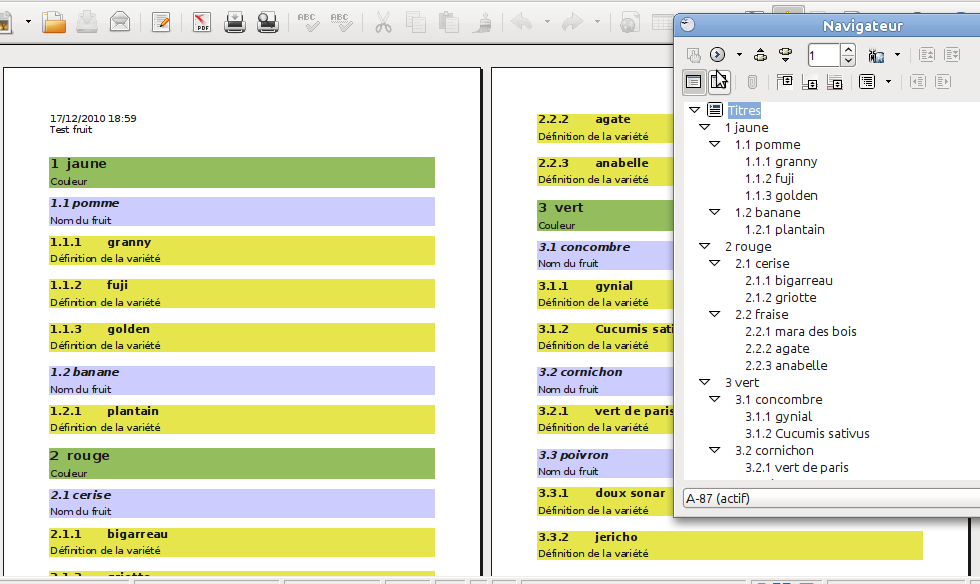 PDF
ABC
ABC
17/12/2010 18:59
Test fruit
1 jaune
Couleur
1.1 pomme
Nom du fruit
1.1.1 granny
Définition de la variété
1.1.2 fuji
Définition de la variété
1.1.3 golden
Définition de la variété
1.2 banane
Nom du fruit
1.2.1 plantain
Définition de la variété
2 rouge
Couleur
2.1 cerise
Nom du fruit
2.1.1 bigarreau
Définition de la variété
2.2.2 agate
Définition de la variété
2.2.3 anabelle
Définition de la variété
3 vert
Couleur
3.1 concombre
Nom du fruit
3.1.1 gynial
Définition de la variété
3.1.2 Cucumis sati
Définition de la variété
3.2 cornichon
Nom du fruit
3.2.1 vert de paris
Définition de la variété
3.3 poivron
Nom du fruit
3.3.1 doux sonar
Définition de la variété
3.3.2 jericho
Définition de la variété
Navigateur
1
Titres
1 jaune
1.1 pomme
1.1.1 granny
1.1.2 fuji
1.1.3 golden
1.2 banane
1.2.1 plantain
2 rouge
2.1 cerise
2.1.1 bigarreau
2.1.2 griotte
2.2 fraise
2.2.1 mara des bois
2.2.2 agate
2.2.3 anabelle
3 vert
3.1 concombre
3.1.1 gynial
3.1.2 Cucumis sativus
3.2 cornichon
3.2.1 vert de paris
A-87 (actif)